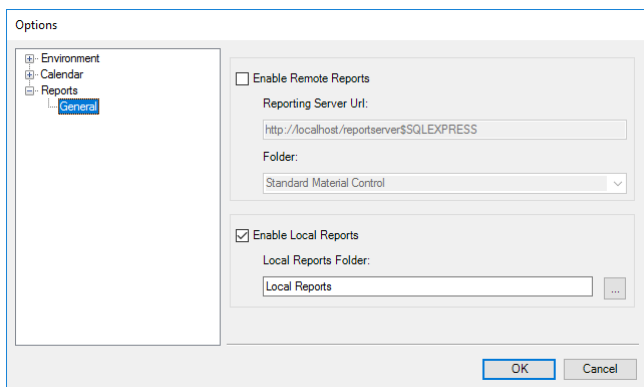 Options
Environment
Calendar
Reports
General
Enable Remote Reports
Reporting Server Url:
http://localhost/reportserver$SQLEXPRESS
Folder:
Standard Material Control
Enable Local Reports
Local Reports Folder:
Local Reports
...
OK
Cancel